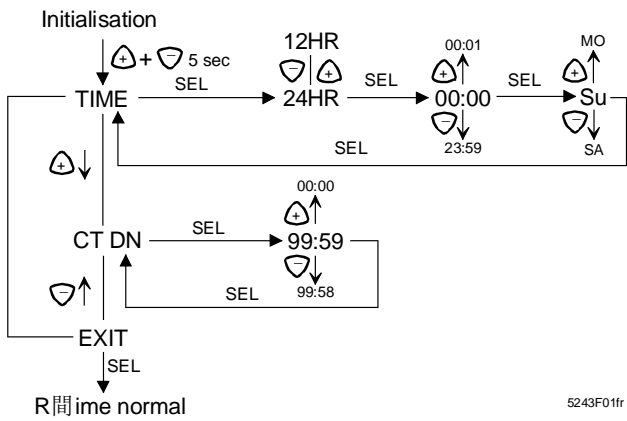 Initialisation
+ + − 5 sec
12HR
00:01
MO
− +
+
+
TIME
SEL
24HR
SEL
00:00
SEL
Su
−
−
23:59
SA
SEL
+
00:00
+
CT DN
SEL
99:59
−
−
SEL
99:58
EXIT
SEL
R間ime normal
5243F01fr